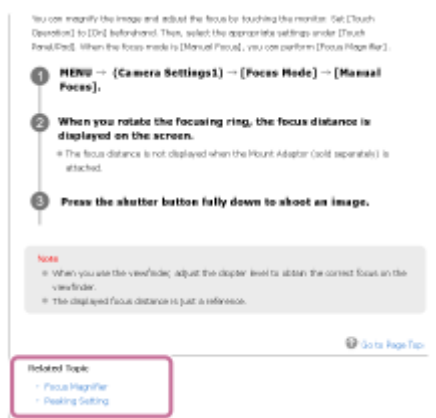 You can magnify the image and adjust the focus by touching the monitor. Set [Touch
Operation] to [On] beforehand. Then, select the appropriate settings under [Touch
Panel/Pad]. When the focus mode is [Manual Focus], you can perform [Focus Magnifier].
1 MENU → (Camera Settings1) → [Focus Mode] → [Manual
Focus].
2 When you rotate the focusing ring, the focus distance is
displayed on the screen.
The focus distance is not displayed when the Mount Adaptor (sold separately) is
attached.
3 Press the shutter button fully down to shoot an image.
Note
When you use the viewfinder, adjust the diopter level to obtain the correct focus on the
viewfinder.
The displayed focus distance is just a reference.
Go to Page Top
Related Topic
Focus Magnifier
Peaking Setting